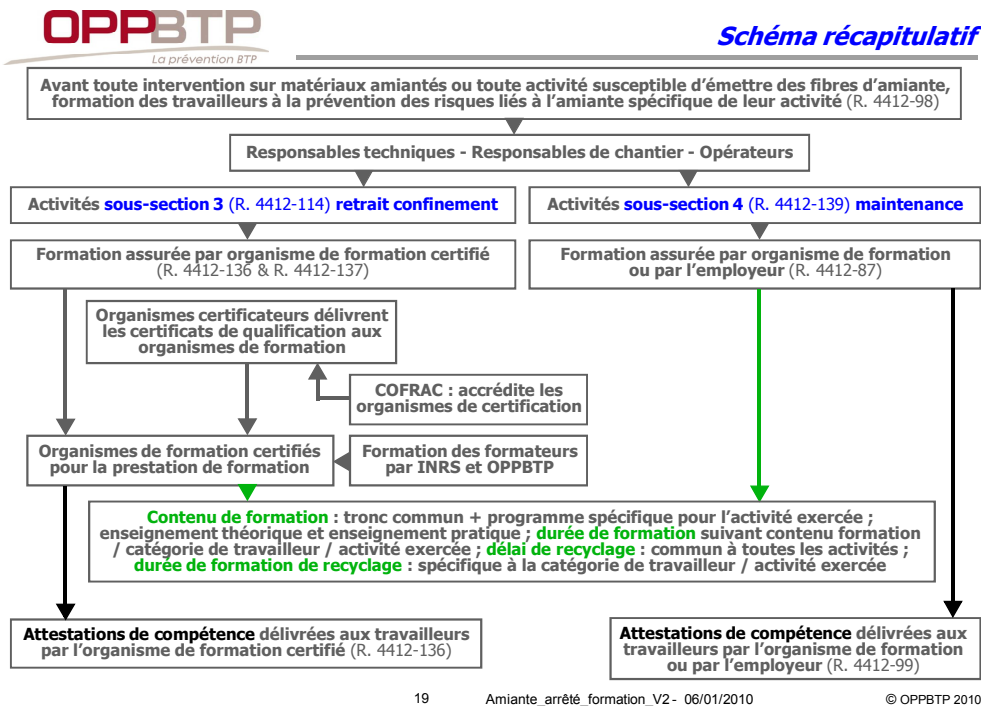 OPPBTP
La prévention BTP
Schéma récapitulatif
Avant toute intervention sur matériaux amiantés ou toute activité susceptible d'émettre des fibres d'amiante,
formation des travailleurs à la prévention des risques liés à l'amiante spécifique de leur activité (R. 4412-98)
Responsables techniques - Responsables de chantier - Opérateurs
Activités sous-section 3 (R. 4412-114) retrait confinement
Activités sous-section 4 (R. 4412-139) maintenance
Formation assurée par organisme de formation certifié
(R. 4412-136 & R. 4412-137)
Formation assurée par organisme de formation
ou par l'employeur (R. 4412-87)
Organismes certificateurs délivrent
les certificats de qualification aux
organismes de formation
COFRAC : accrédite les
organismes de certification
Organismes de formation certifiés
pour la prestation de formation
Formation des formateurs
par INRS et OPPBTP
Contenu de formation : tronc commun + programme spécifique pour l'activité exercée ;
enseignement théorique et enseignement pratique ; durée de formation suivant contenu formation
/ catégorie de travailleur / activité exercée ; délai de recyclage : commun à toutes les activités ;
durée de formation de recyclage : spécifique à la catégorie de travailleur / activité exercée
Attestations de compétence délivrées aux travailleurs
par l'organisme de formation certifié (R. 4412-136)
Attestations de compétence délivrées aux
travailleurs par l'organisme de formation
ou par l'employeur (R. 4412-99)
19 Amiante_arrêté_formation_V2 - 06/01/2010 © OPPBTP 2010